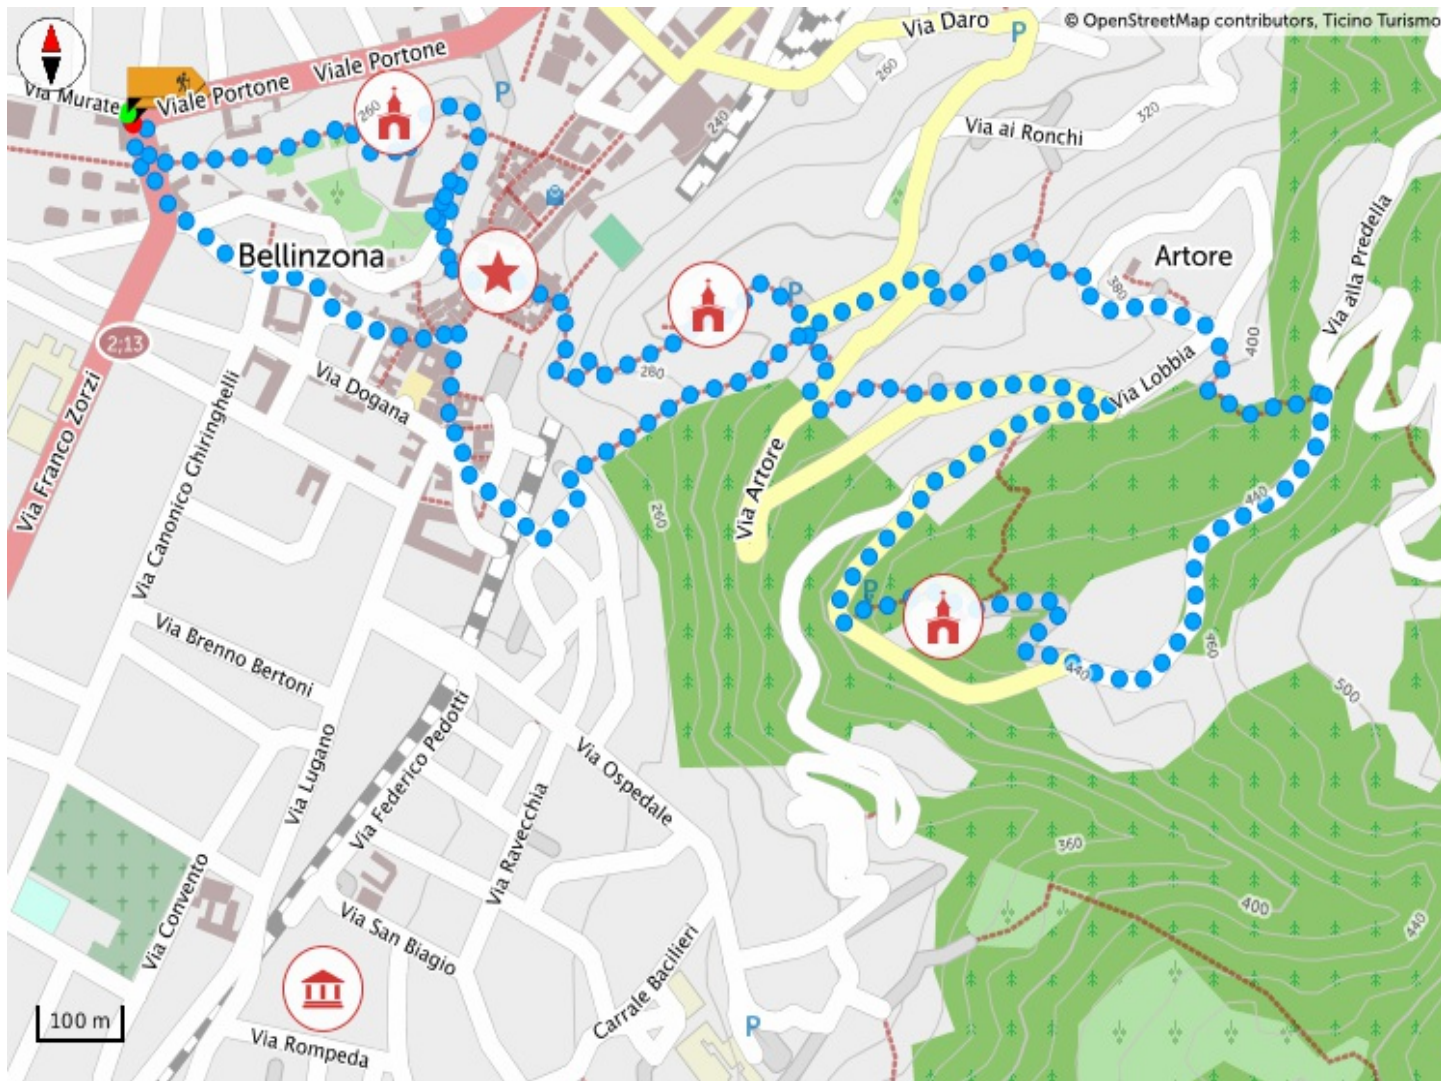 © OpenStreetMap contributors, Ticino Turismo
Via Daro
P
Viale Portone
260
Via Murate
Viale Portone
P
260
240
Via ai Ronchi
320
Via alla Predella
Bellinzona
Artore
P
380
2;13
400
280
Via Lobbia
Via Dogana
Via Franco Zorzi
Via Canonico Ghiringhelli
Via Artore
260
440
P
Via Brenno Bertoni
460
440
500
Via Federico Pedotti
Via Lugano
Via Ospedale
Via Ravecchia
360
Via Convento
400
440
Via San Biagio
Carrale Bacilieri
100 m
P
Via Rompeda